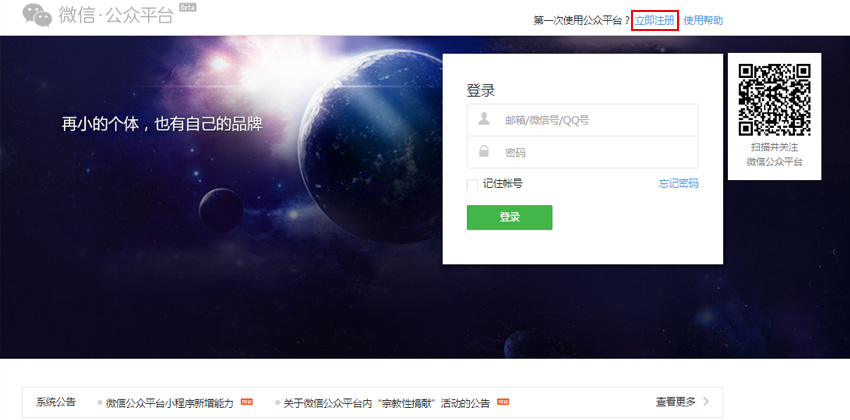 微信·公众平台 Beta
第一次使用公众平台？ 立即注册 使用帮助
再小的个体，也有自己的品牌
登录
邮箱/微信号/QQ号
密码
记住帐号 忘记密码
登录
扫描并关注
微信公众平台
系统公告 微信公众平台小程序新增能力 关于微信公众平台内“宗教性捐献”活动的公告 查看更多